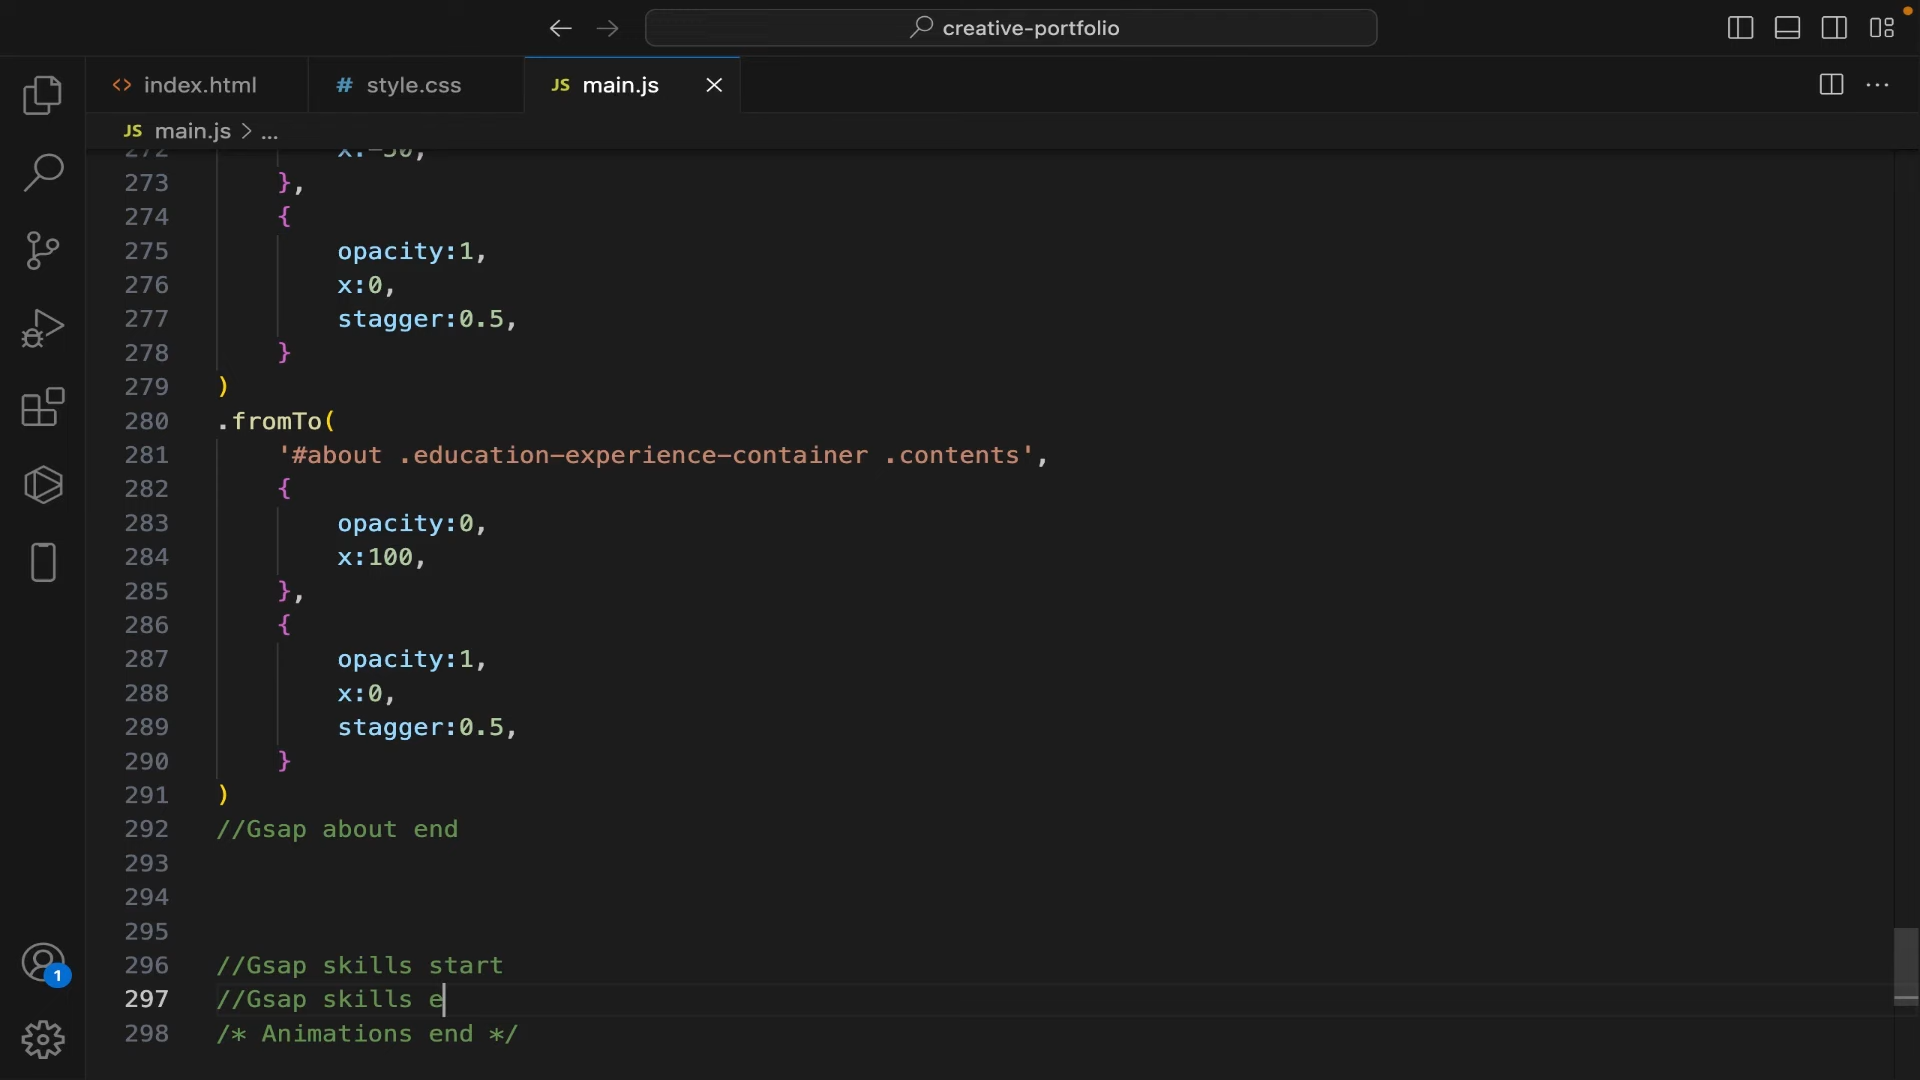 creative-portfolio
<> index.html
# style.css
JS main.js
JS main.js > ...
272 x:-50,
273 },
274 {
275 opacity:1,
276 x:0,
277 stagger:0.5,
278 }
279 )
280 .fromTo(
281 '#about .education-experience-container .contents',
282 {
283 opacity:0,
284 x:100,
285 },
286 {
287 opacity:1,
288 x:0,
289 stagger:0.5,
290 }
291 )
292 //Gsap about end
293
294
295
296 //Gsap skills start
297 //Gsap skills e
298 /* Animations end */
1